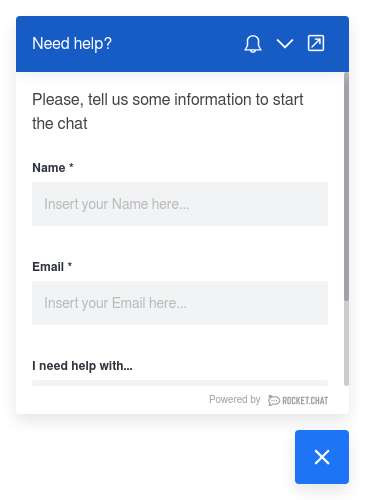 Need help?
Please, tell us some information to start
the chat
Name *
Insert your Name here...
Email *
Insert your Email here...
I need help with...
Powered by ROCKET.CHAT